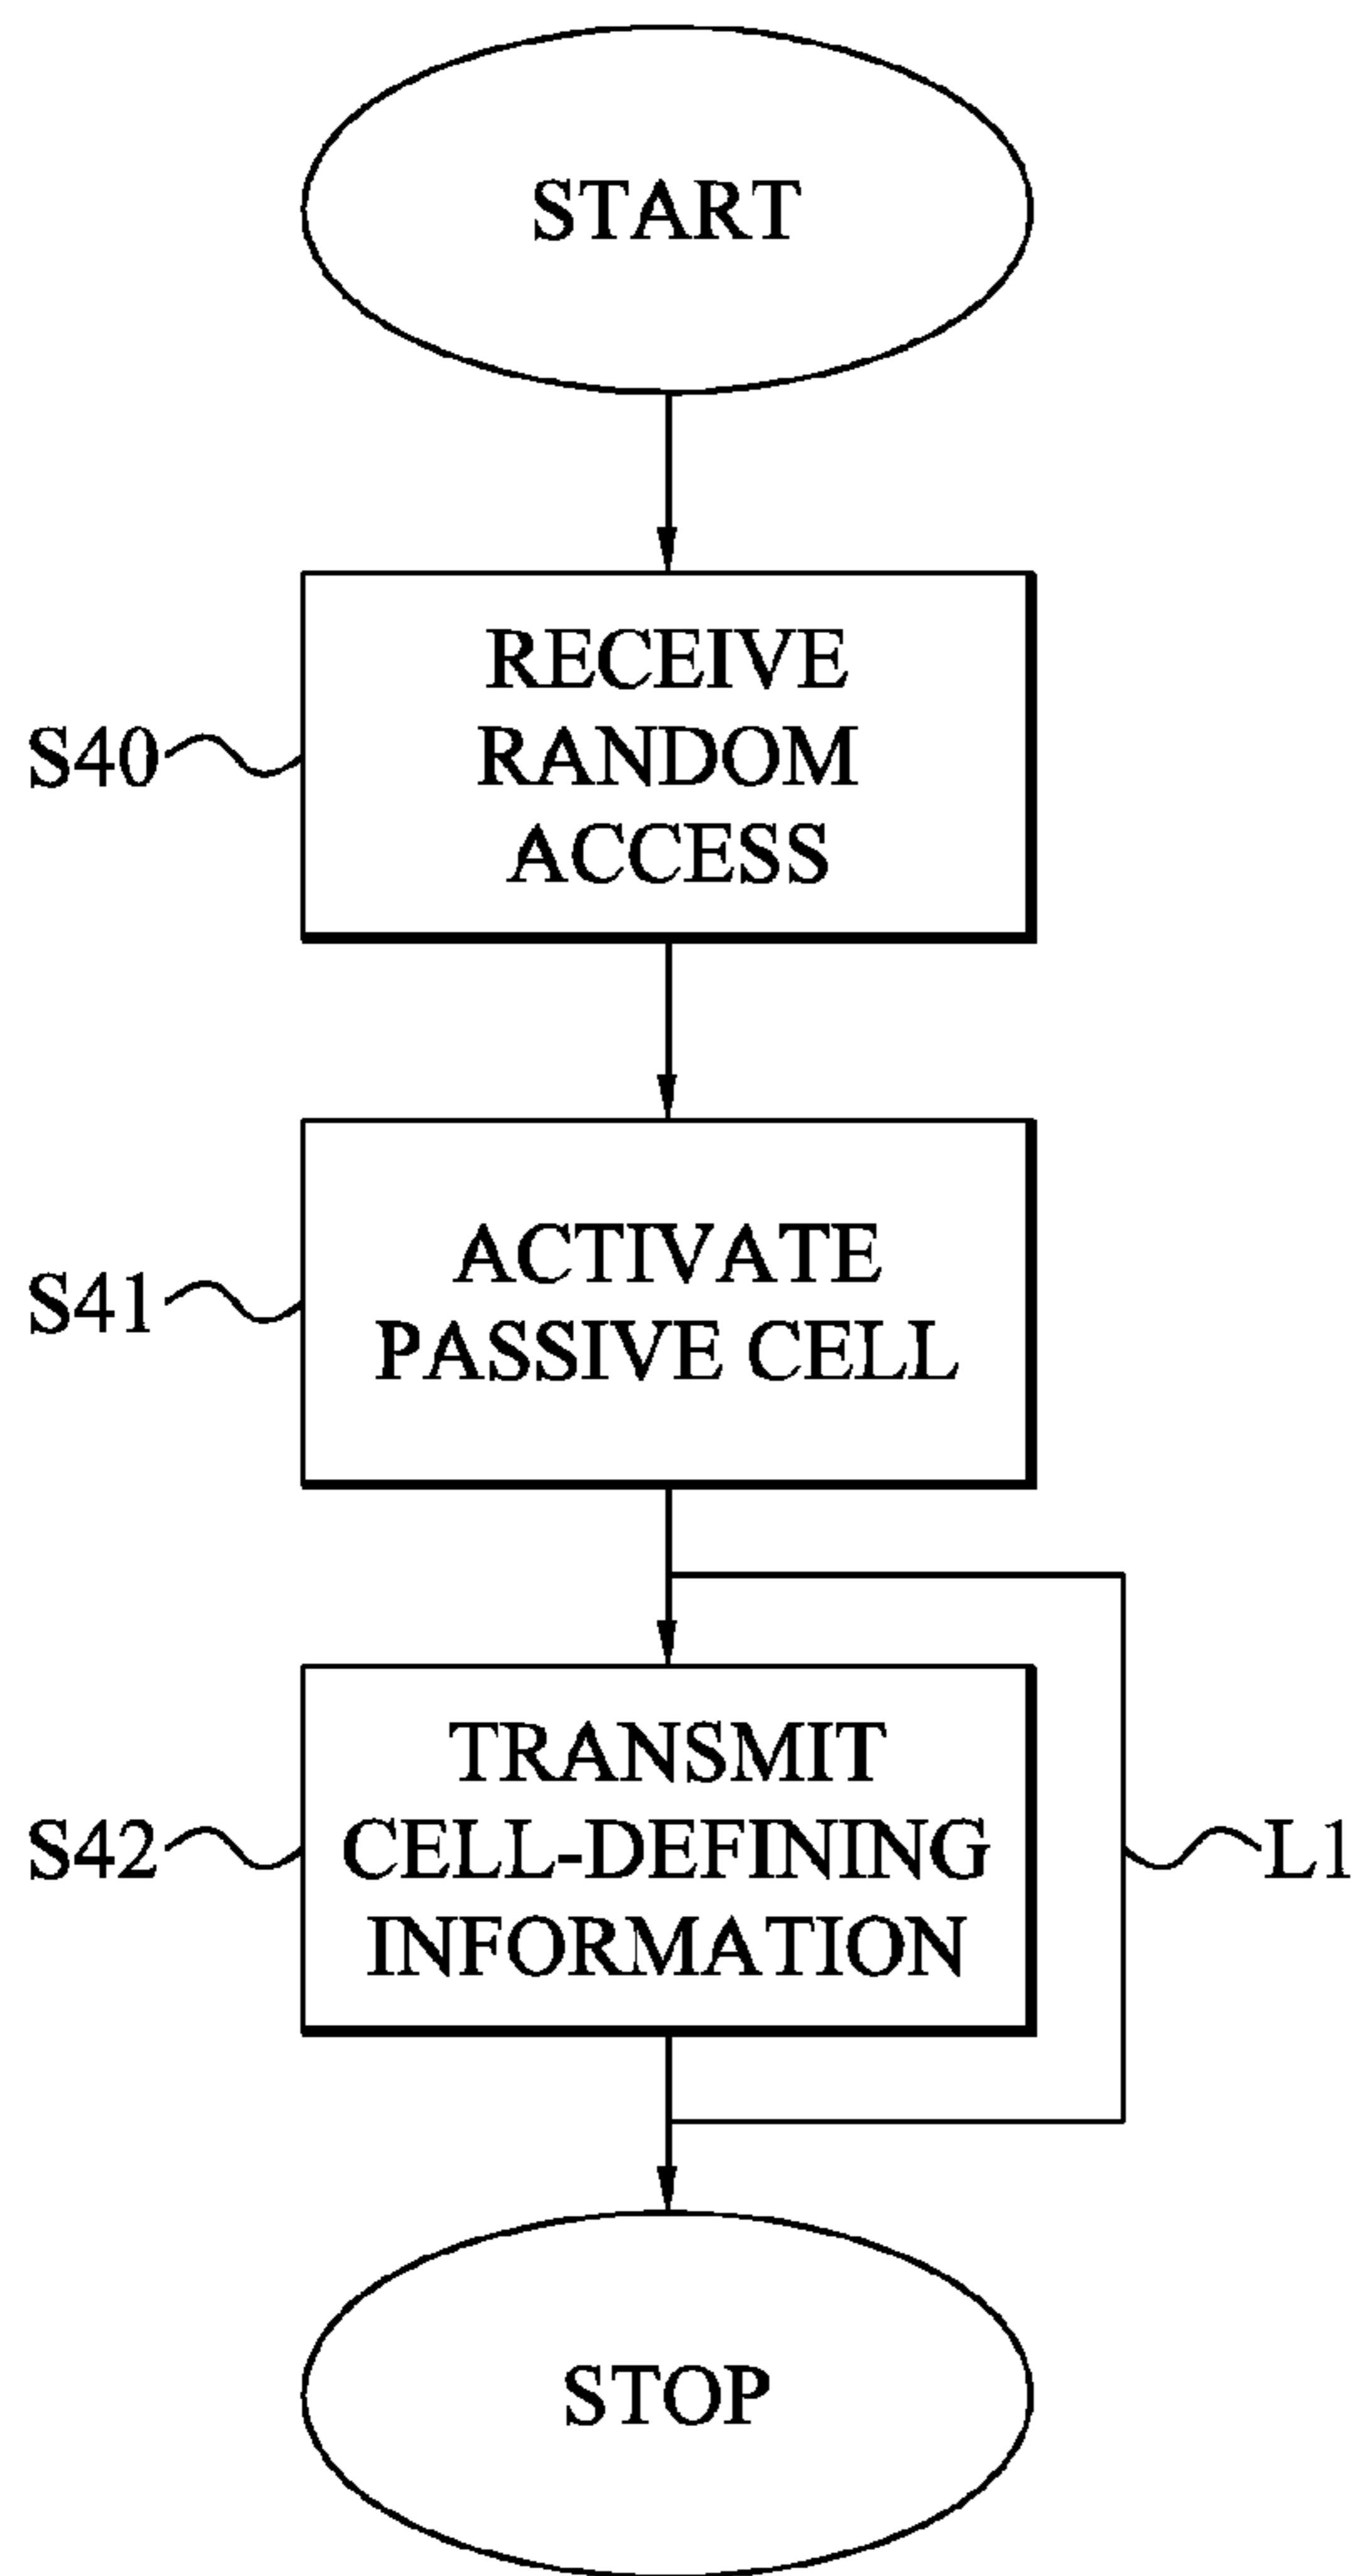 START
RECEIVE
RANDOM
ACCESS
S40
ACTIVATE
PASSIVE CELL
S41
TRANSMIT
CELL-DEFINING
INFORMATION
S42
L1
STOP